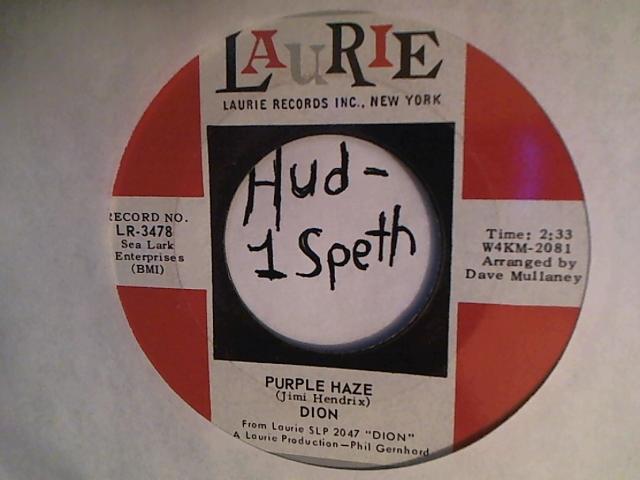 LAURIE
LAURIE RECORDS INC., NEW YORK
Hud-
1 Speth
RECORD NO.
LR-3478
Sea Lark
Enterprises
(BMI)
Time: 2:33
W4KM-2081
Arranged by
Dave Mullaney
PURPLE HAZE
(Jimi Hendrix)
DION
From Laurie SLP 2047 "DION"
A Laurie Production—Phil Gernhard